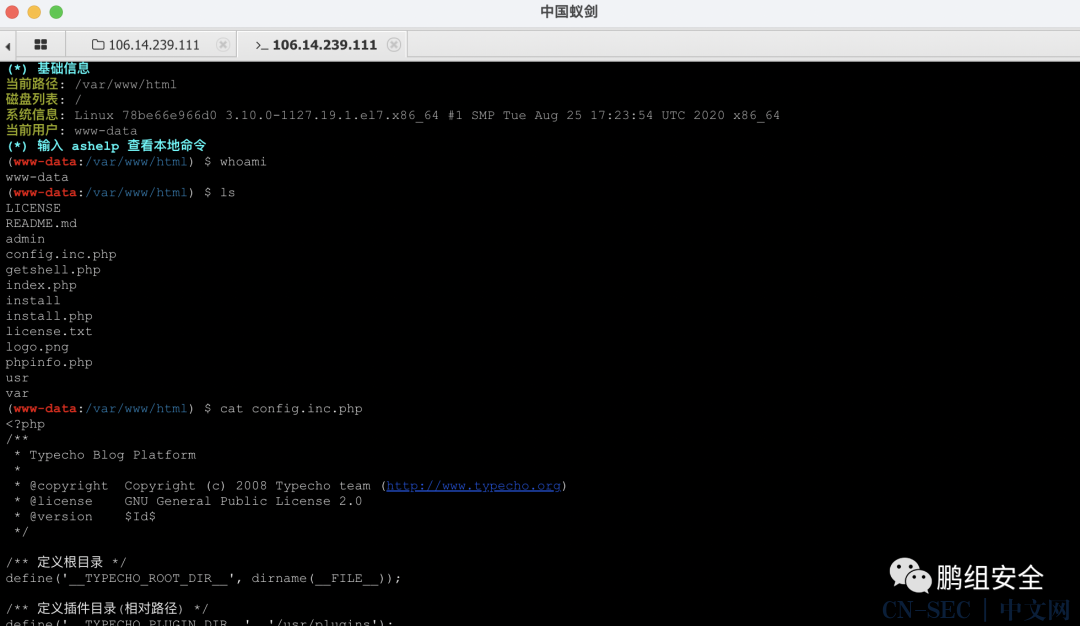 中国蚁剑
106.14.239.111
>_ 106.14.239.111
(*) 基础信息
当前路径: /var/www/html
磁盘列表: /
系统信息: Linux 78be66e966d0 3.10.0-1127.19.1.el7.x86_64 #1 SMP Tue Aug 25 17:23:54 UTC 2020 x86_64
当前用户: www-data
(*) 输入 ashelp 查看本地命令
(www-data:/var/www/html) $ whoami
www-data
(www-data:/var/www/html) $ ls
LICENSE
README.md
admin
config.inc.php
getshell.php
index.php
install
install.php
license.txt
logo.png
phpinfo.php
usr
var
(www-data:/var/www/html) $ cat config.inc.php
<?php
/**
 * Typecho Blog Platform
 *
 * @copyright  Copyright (c) 2008 Typecho team (http://www.typecho.org)
 * @license    GNU General Public License 2.0
 * @version    $Id$
 */
/** 定义根目录 */
define('__TYPECHO_ROOT_DIR__', dirname(__FILE__));
/** 定义插件目录(相对路径) */
define('__TYPECHO_PLUGIN_DIR__', '/usr/plugins');
鹏组安全
CN-SEC | 中文网